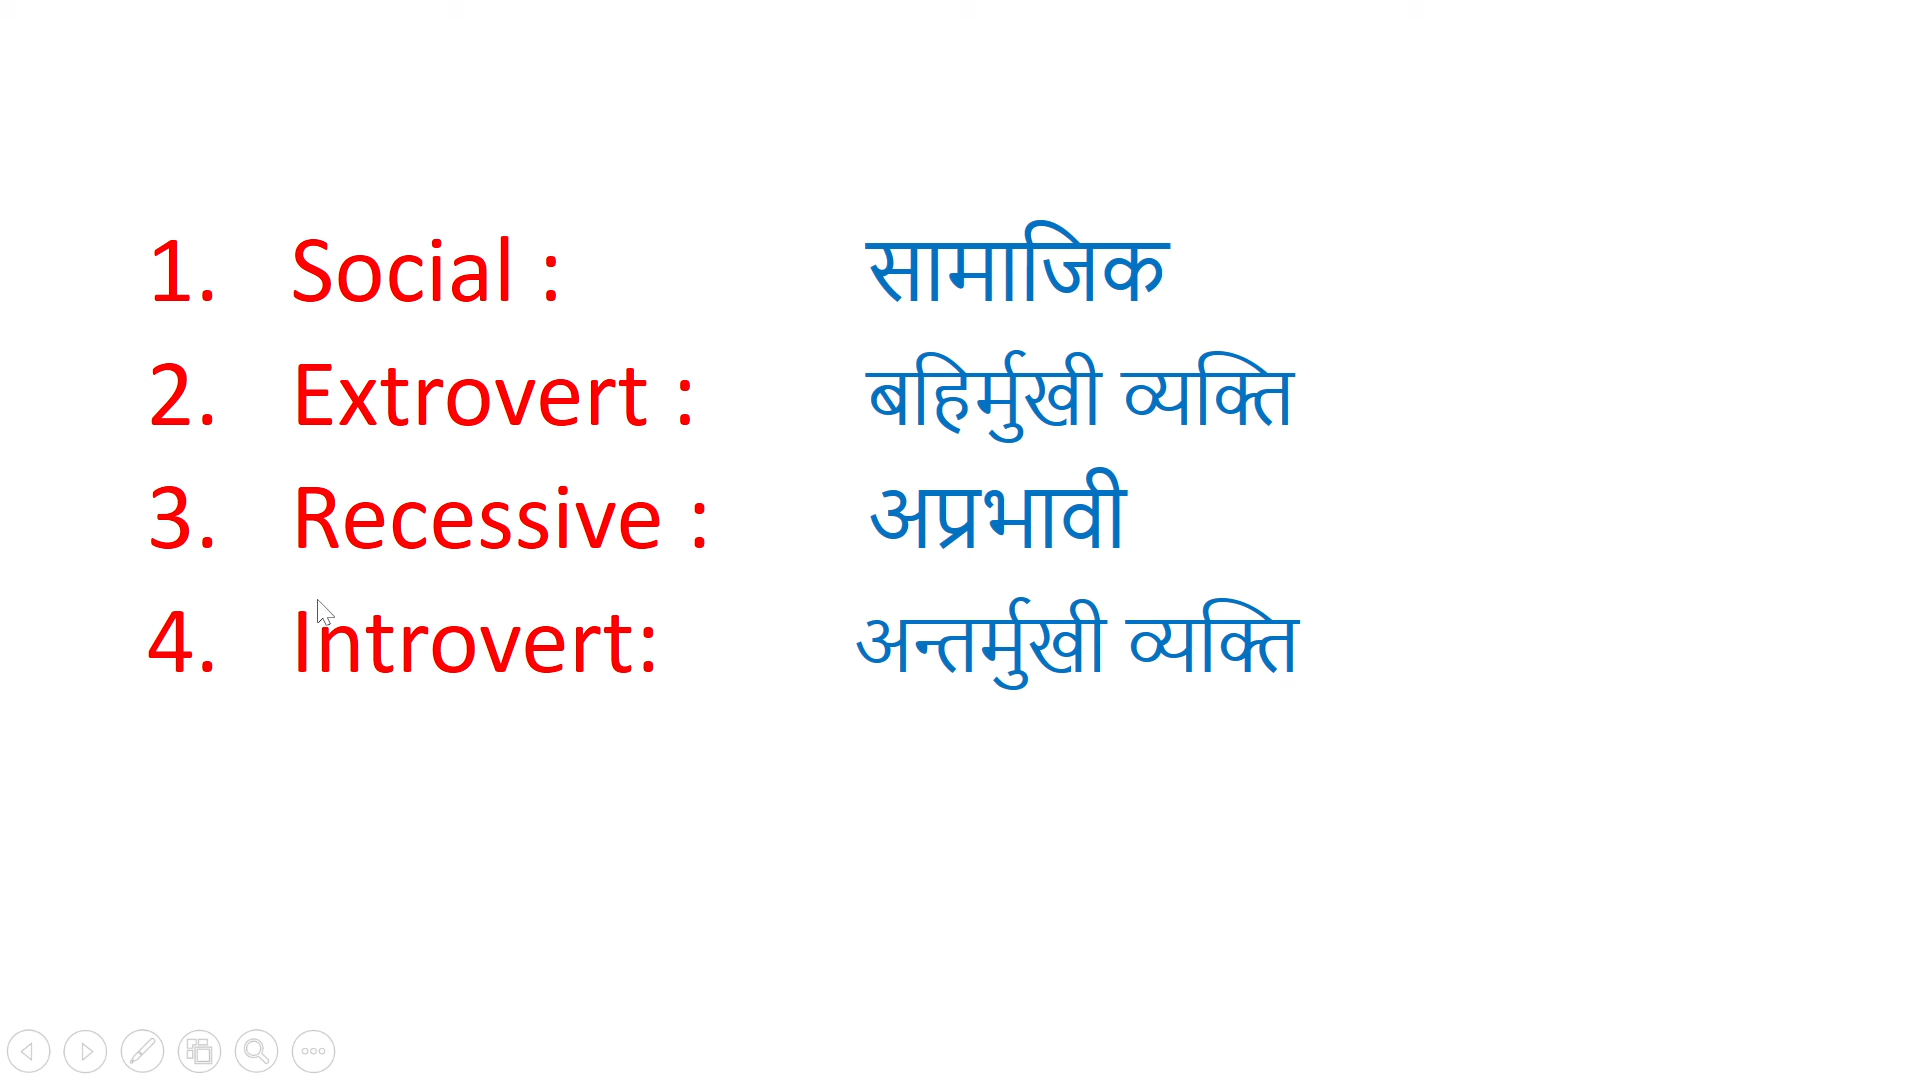 1. Social : सामाजिक
2. Extrovert : बहिर्मुखी व्यक्ति
3. Recessive : अप्रभावी
4. Introvert: अन्तर्मुखी व्यक्ति